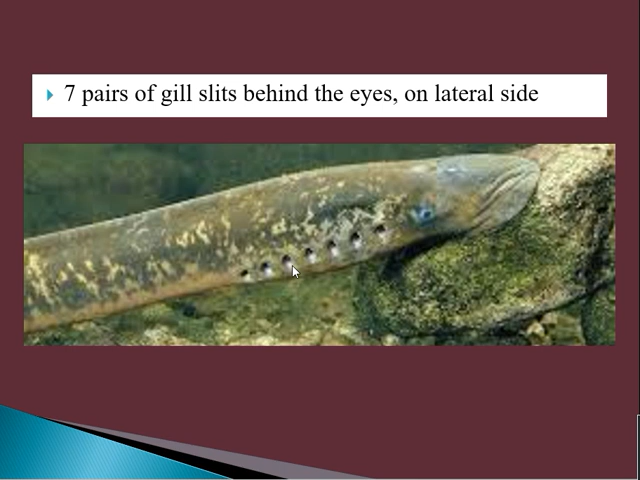 7 pairs of gill slits behind the eyes, on lateral side